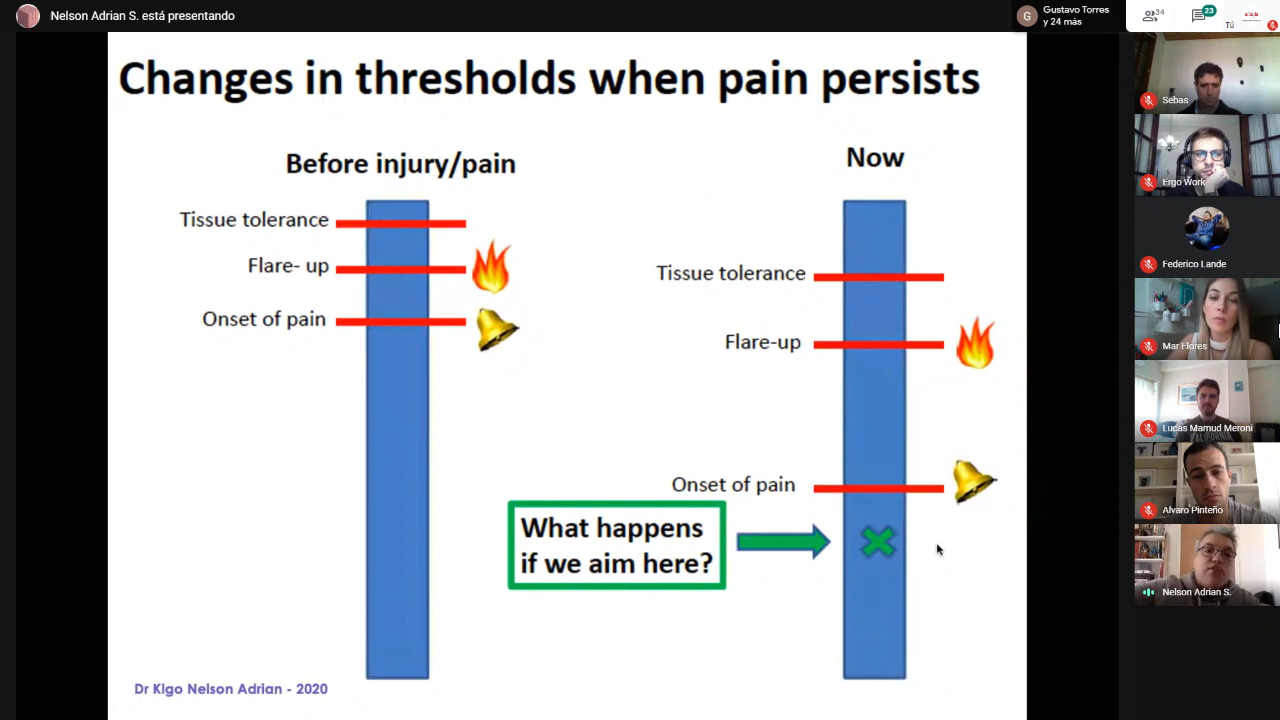 Nelson Adrian S. está presentando
Gustavo Torres
y 24 más
34
23
Tú
Changes in thresholds when pain persists
Before injury/pain
Now
Tissue tolerance
Flare- up
Onset of pain
Tissue tolerance
Flare-up
Onset of pain
What happens
if we aim here?
Dr Klgo Nelson Adrian - 2020
G
Sebas
Ergo Work
Federico Lande
Mar Flores
Lucas Mamud Meroni
CALIFORNIA
Alvaro Pinteño
Nelson Adrian S.